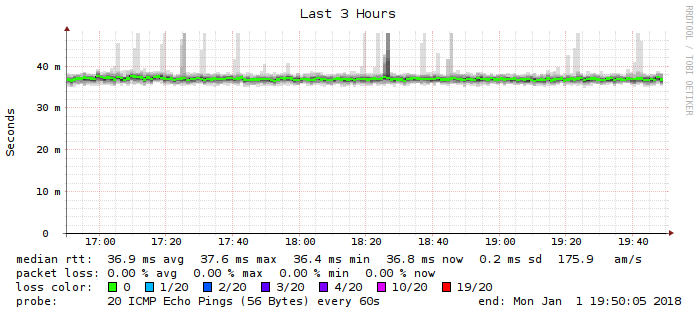 Last 3 Hours
RRDTOOL / TOBI OETIKER
Seconds
40 m
30 m
20 m
10 m
0
17:00 17:20 17:40 18:00 18:20 18:40 19:00 19:20 19:40
median rtt: 36.9 ms avg 37.6 ms max 36.4 ms min 36.8 ms now 0.2 ms sd 175.9 am/s
packet loss: 0.00 % avg 0.00 % max 0.00 % min 0.00 % now
loss color: 0 1/20 2/20 3/20 4/20 10/20 19/20
probe: 20 ICMP Echo Pings (56 Bytes) every 60s end: Mon Jan 1 19:50:05 2018